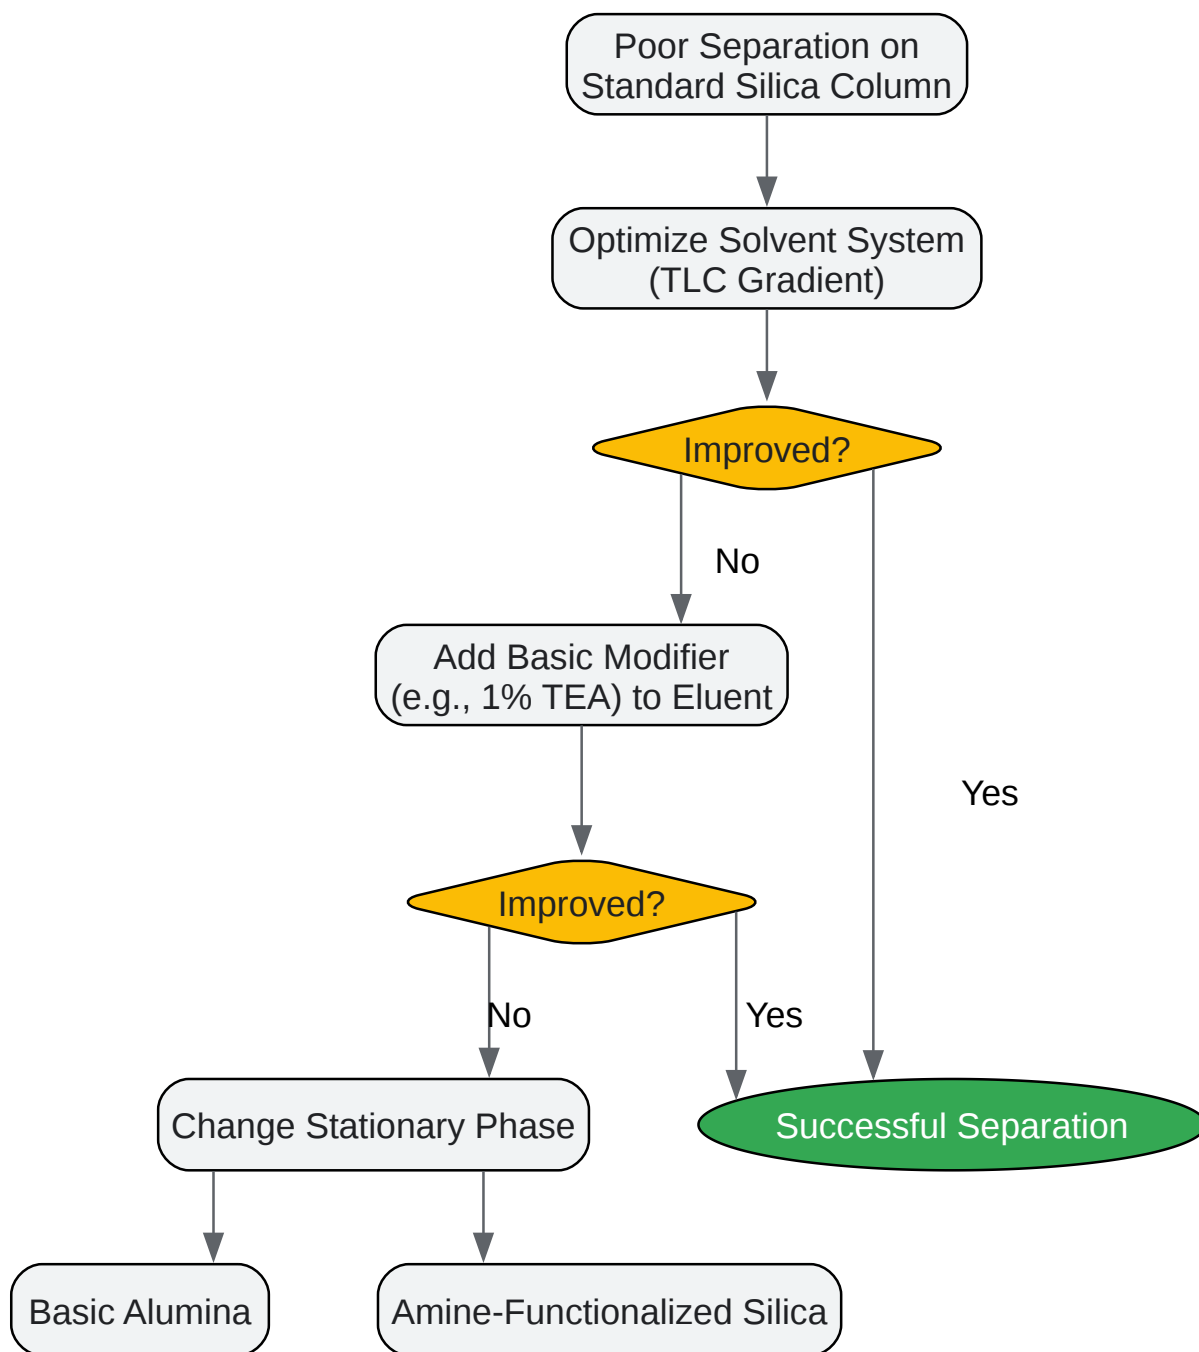 Poor Separation on
Standard Silica Column
Optimize Solvent System
(TLC Gradient)
Improved?
No
Add Basic Modifier
(e.g., 1% TEA) to Eluent
Yes
Improved?
No
Yes
Change Stationary Phase
Successful Separation
Basic Alumina
Amine-Functionalized Silica